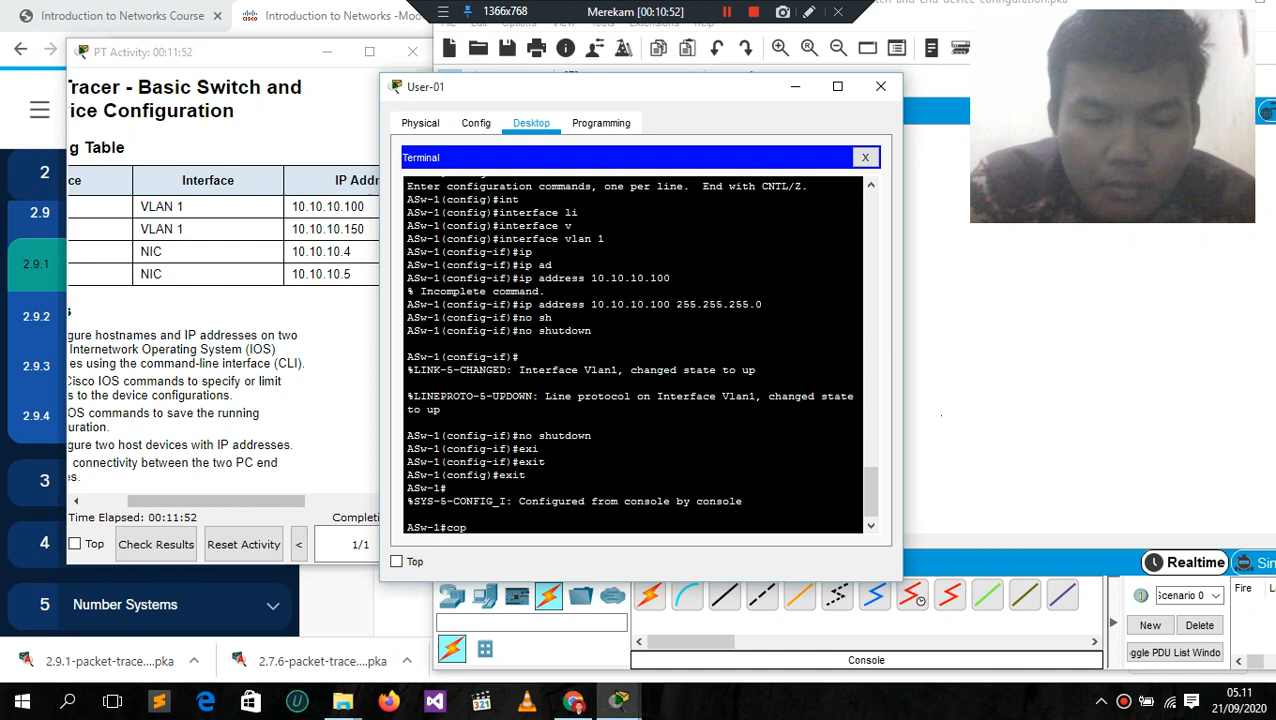 Introduction to Networks Course
Introduction to Networks -Mod
1366x768
Merekam [00:10:52]
Edit Options View Tools Extensions
PT Activity: 00:11:52
Tracer - Basic Switch and
ice Configuration
g Table
ce
Interface
IP Addr
VLAN 1
10.10.10.100
VLAN 1
10.10.10.150
NIC
10.10.10.4
NIC
10.10.10.5
s
gure hostnames and IP addresses on two
Internetwork Operating System (IOS)
es using the command-line interface (CLI).
Cisco IOS commands to specify or limit
s to the device configurations.
OS commands to save the running
uration.
gure two host devices with IP addresses.
connectivity between the two PC end
es.
Time Elapsed: 00:11:52
Completi
Top
Check Results
Reset Activity
<
1/1
2
2.9
2.9.1
2.9.2
2.9.3
2.9.4
3
4
5
Number Systems
User-01
Physical
Config
Desktop
Programming
Terminal
X
Enter configuration commands, one per line. End with CNTL/Z.
ASw-1(config)#int
ASw-1(config)#interface li
ASw-1(config)#interface v
ASw-1(config)#interface vlan 1
ASw-1(config-if)#ip
ASw-1(config-if)#ip ad
ASw-1(config-if)#ip address 10.10.10.100
% Incomplete command.
ASw-1(config-if)#ip address 10.10.10.100 255.255.255.0
ASw-1(config-if)#no sh
ASw-1(config-if)#no shutdown
ASw-1(config-if)#
%LINK-5-CHANGED: Interface Vlan1, changed state to up
%LINEPROTO-5-UPDOWN: Line protocol on Interface Vlan1, changed state
to up
ASw-1(config-if)#no shutdown
ASw-1(config-if)#exi
ASw-1(config-if)#exit
ASw-1(config)#exit
ASw-1#
%SYS-5-CONFIG_I: Configured from console by console
ASw-1#cop
Top
Realtime
Sin
Scenario 0
Fire
New
Delete
ggle PDU List Windo
Console
2.9.1-packet-trace....pka
2.7.6-packet-trace....pka
05.11
21/09/2020